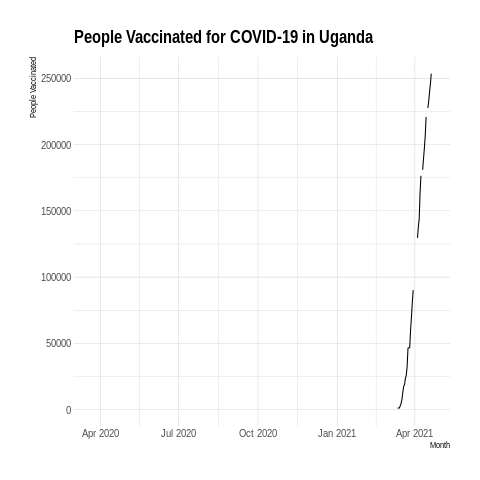 People Vaccinated for COVID-19 in Uganda
People Vaccinated
250000
200000
150000
100000
50000
0
Apr 2020 Jul 2020 Oct 2020 Jan 2021 Apr 2021
Month